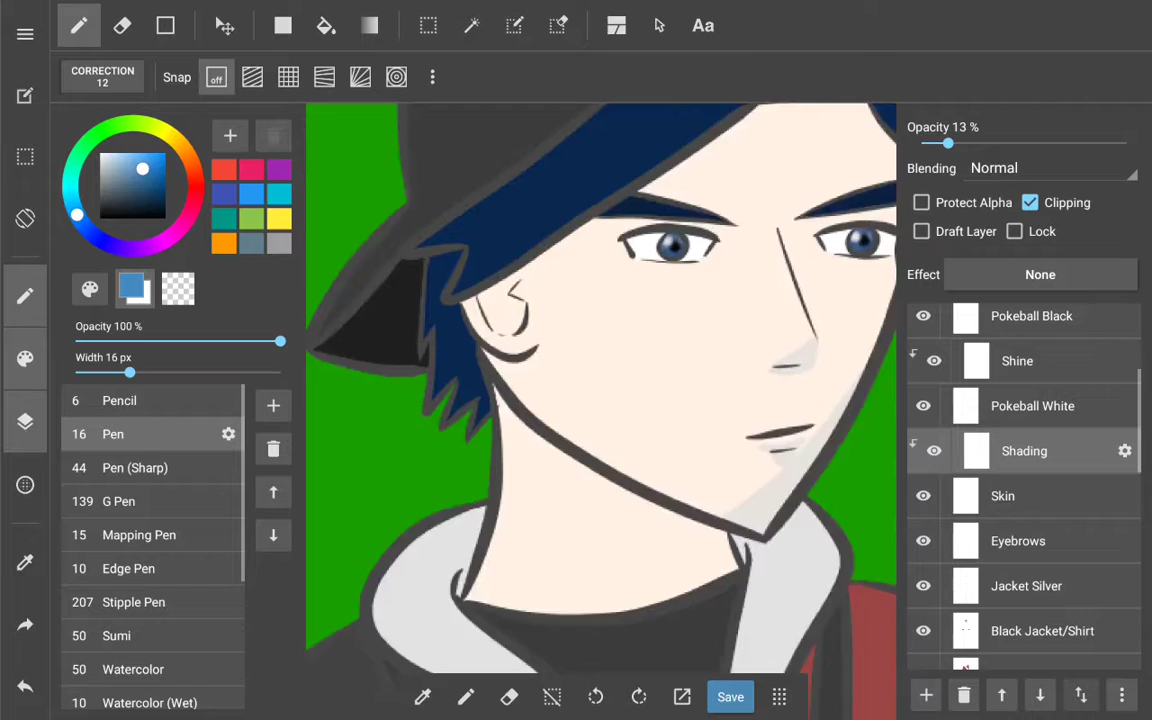 Aa
CORRECTION
12
Snap
off
Opacity 13 %
Blending
Normal
Protect Alpha
Clipping
Draft Layer
Lock
Effect
None
Opacity 100 %
Width 16 px
6 Pencil
16 Pen
44 Pen (Sharp)
139 G Pen
15 Mapping Pen
10 Edge Pen
207 Stipple Pen
50 Sumi
50 Watercolor
10 Watercolor (Wet)
Pokeball Black
Shine
Pokeball White
Shading
Skin
Eyebrows
Jacket Silver
Black Jacket/Shirt
Save